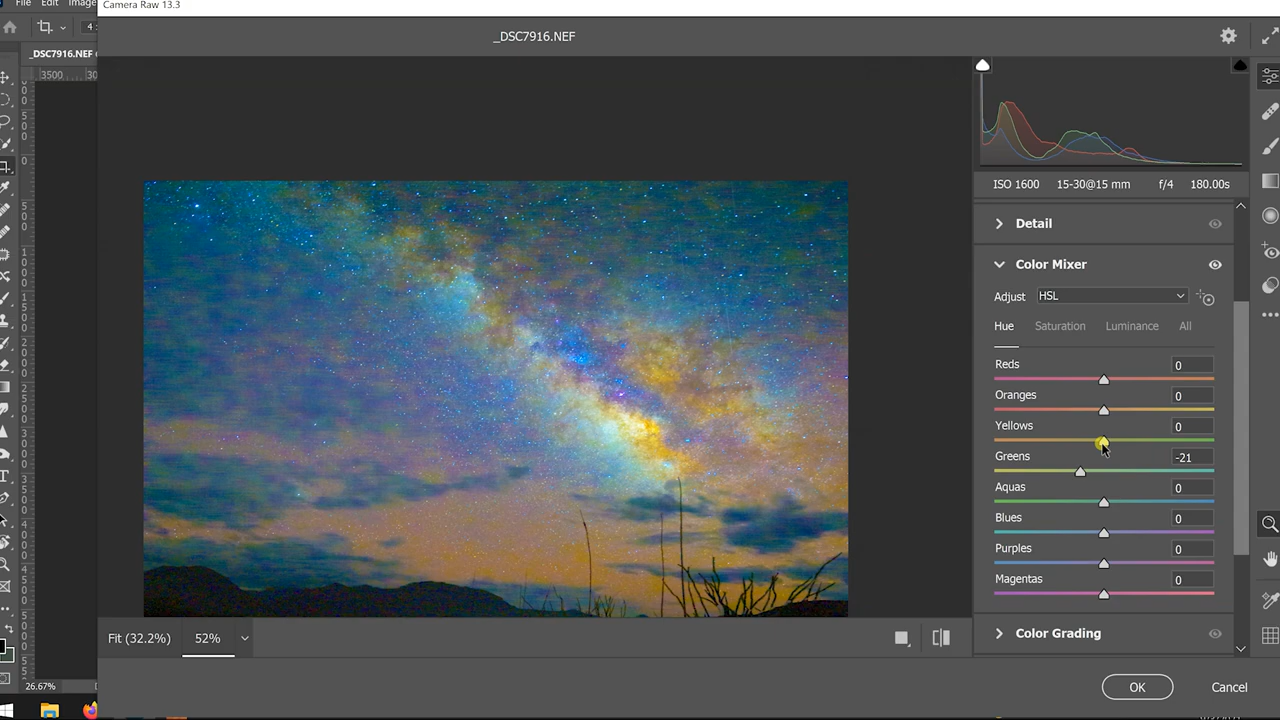 Camera Raw 13.3
File Edit Image
_DSC7916.NEF
4
_DSC7916.NEF
3500
ISO 1600 15-30@15 mm f/4 180.00s
Detail
Color Mixer
Adjust HSL
Hue Saturation Luminance All
Reds 0
Oranges 0
Yellows 0
Greens -21
Aquas 0
Blues 0
Purples 0
Magentas 0
Color Grading
Fit (32.2%) 52%
26.67%
OK Cancel